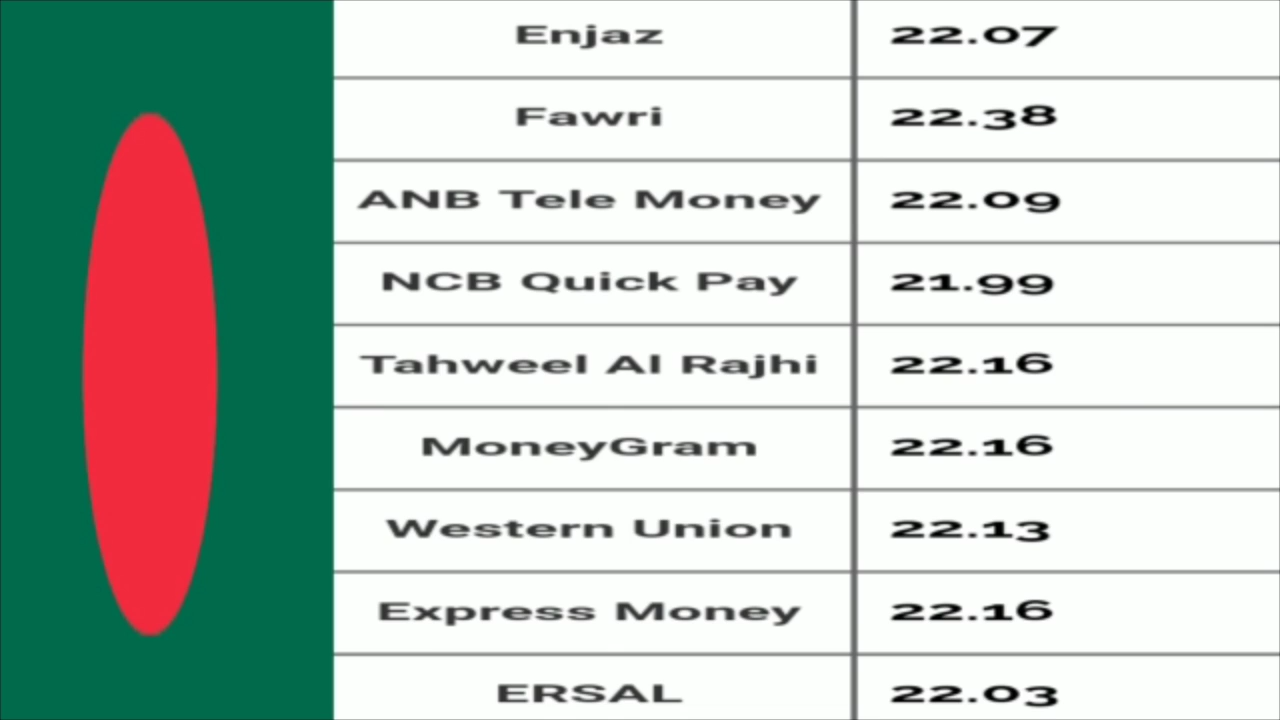 Enjaz 22.07
Fawri 22.38
ANB Tele Money 22.09
NCB Quick Pay 21.99
Tahweel Al Rajhi 22.16
MoneyGram 22.16
Western Union 22.13
Express Money 22.16
ERSAL 22.03